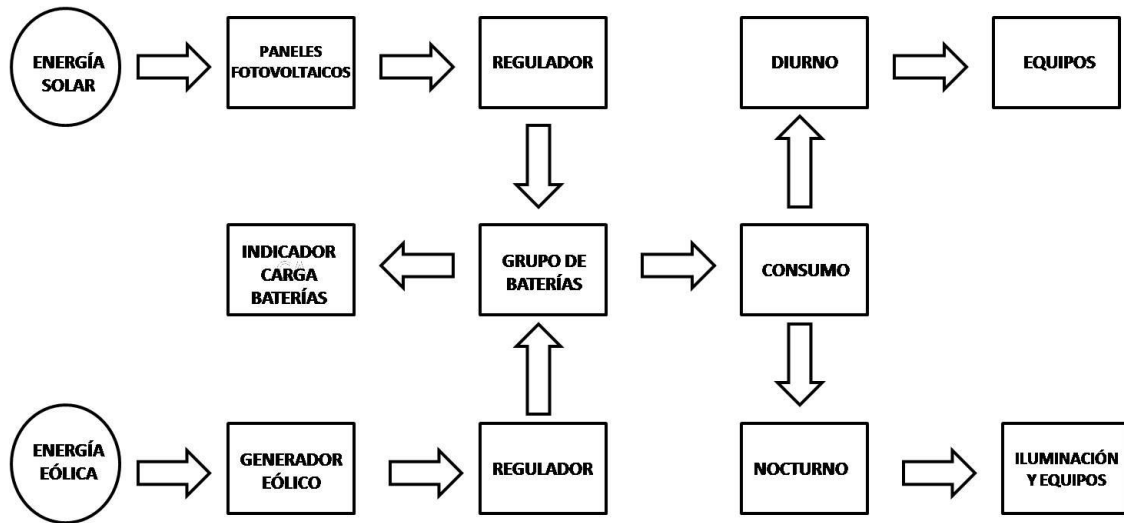 ENERGÍA
SOLAR
PANELES
FOTOVOLTAICOS
REGULADOR
DIURNO
EQUIPOS
INDICADOR
CARGA
BATERÍAS
GRUPO DE
BATERÍAS
CONSUMO
ENERGÍA
EÓLICA
GENERADOR
EÓLICO
REGULADOR
NOCTURNO
ILUMINACIÓN
Y EQUIPOS